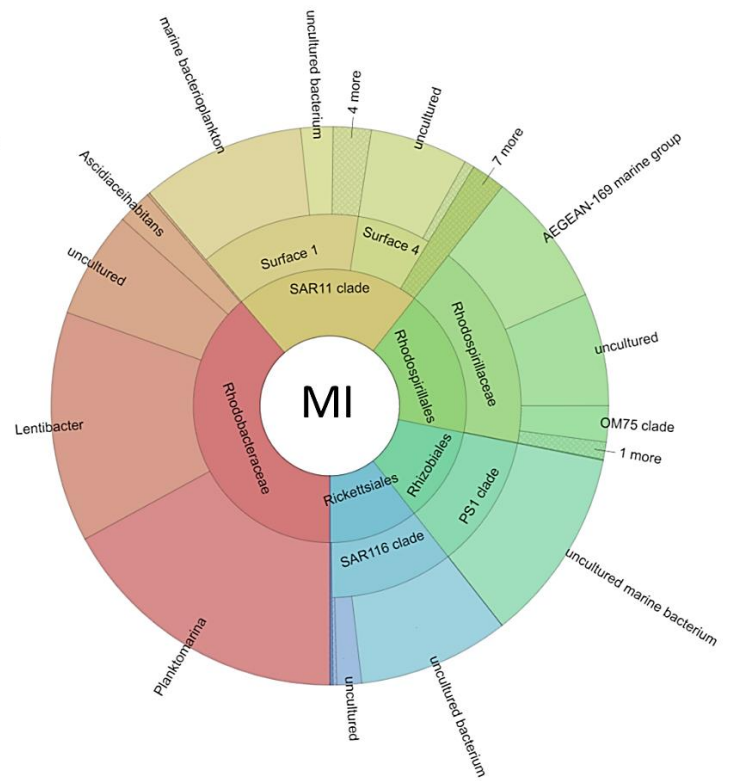 MI
SAR11 clade
Surface 1
Surface 4
marine bacterioplankton
uncultured bacterium
4 more
uncultured
7 more
Rhodospirillales
Rhodospirillaceae
AEGEAN-169 marine group
uncultured
OM75 clade
1 more
Rhizobiales
PS1 clade
uncultured marine bacterium
Rickettsiales
SAR116 clade
uncultured bacterium
uncultured
Rhodobacteraceae
Planktomarina
Lentibacter
uncultured
Ascidiaceihabitans